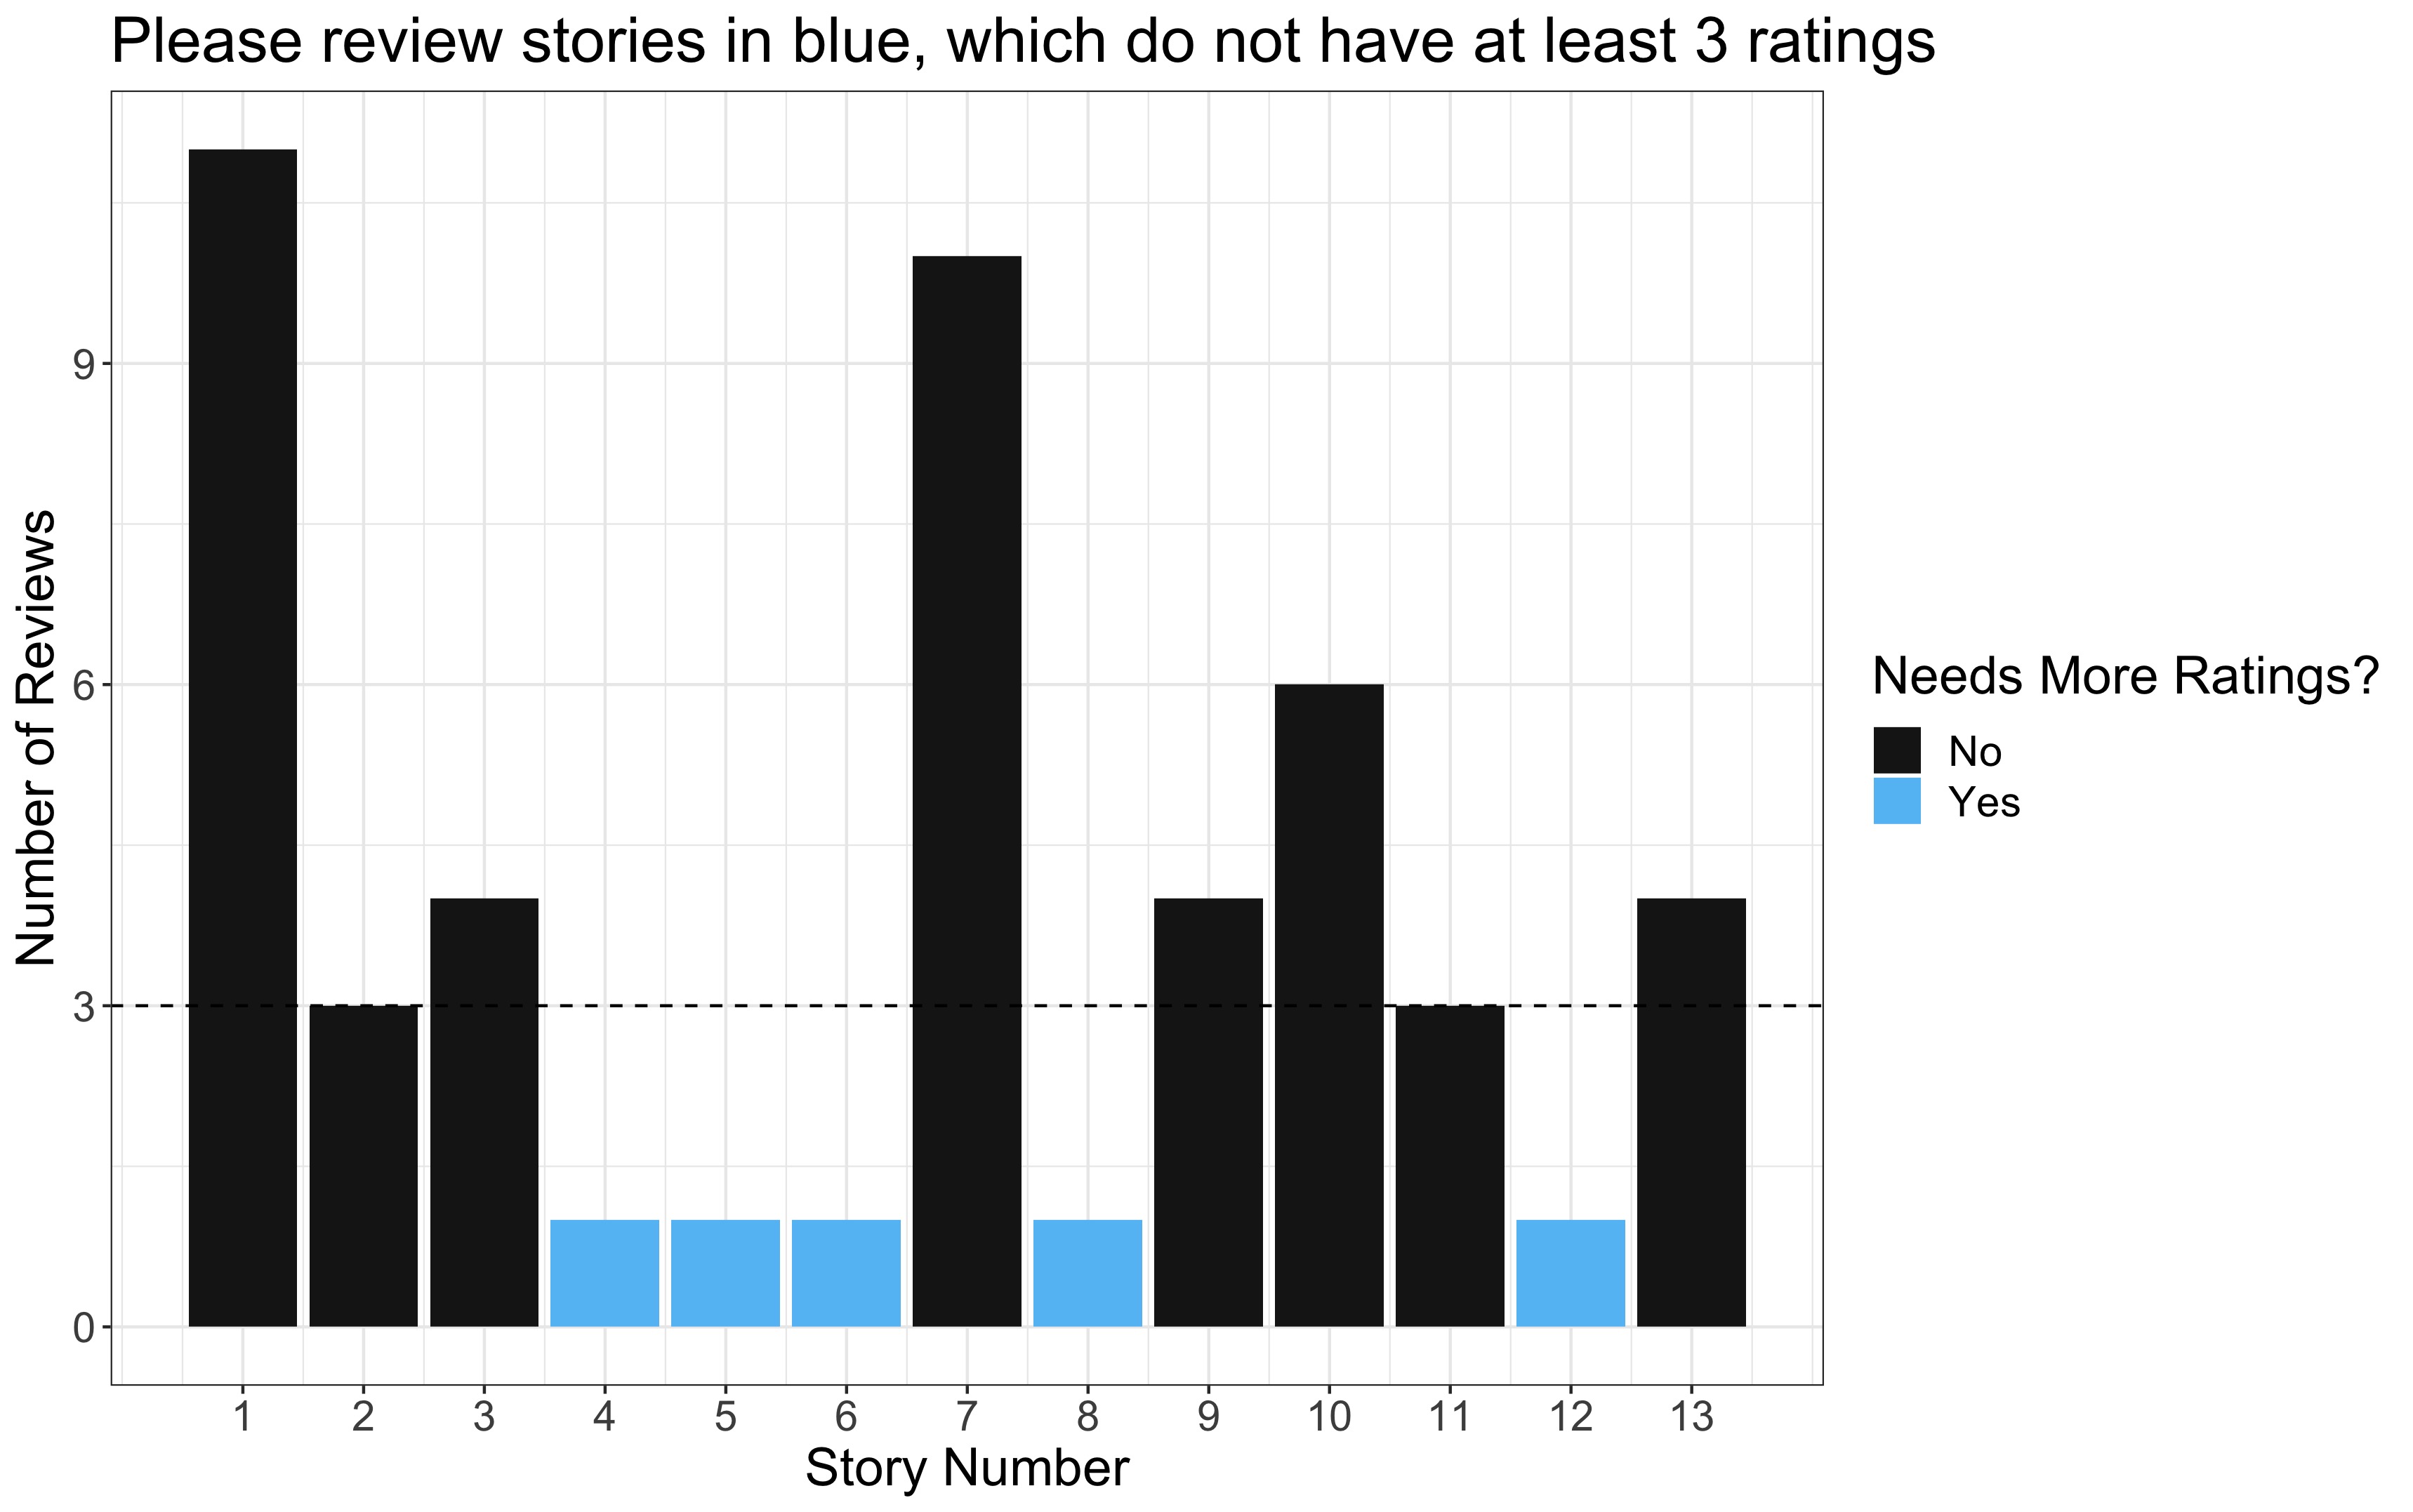 Please review stories in blue, which do not have at least 3 ratings
Number of Reviews
9
6
3
0
1 2 3 4 5 6 7 8 9 10 11 12 13
Story Number
Needs More Ratings?
No
Yes